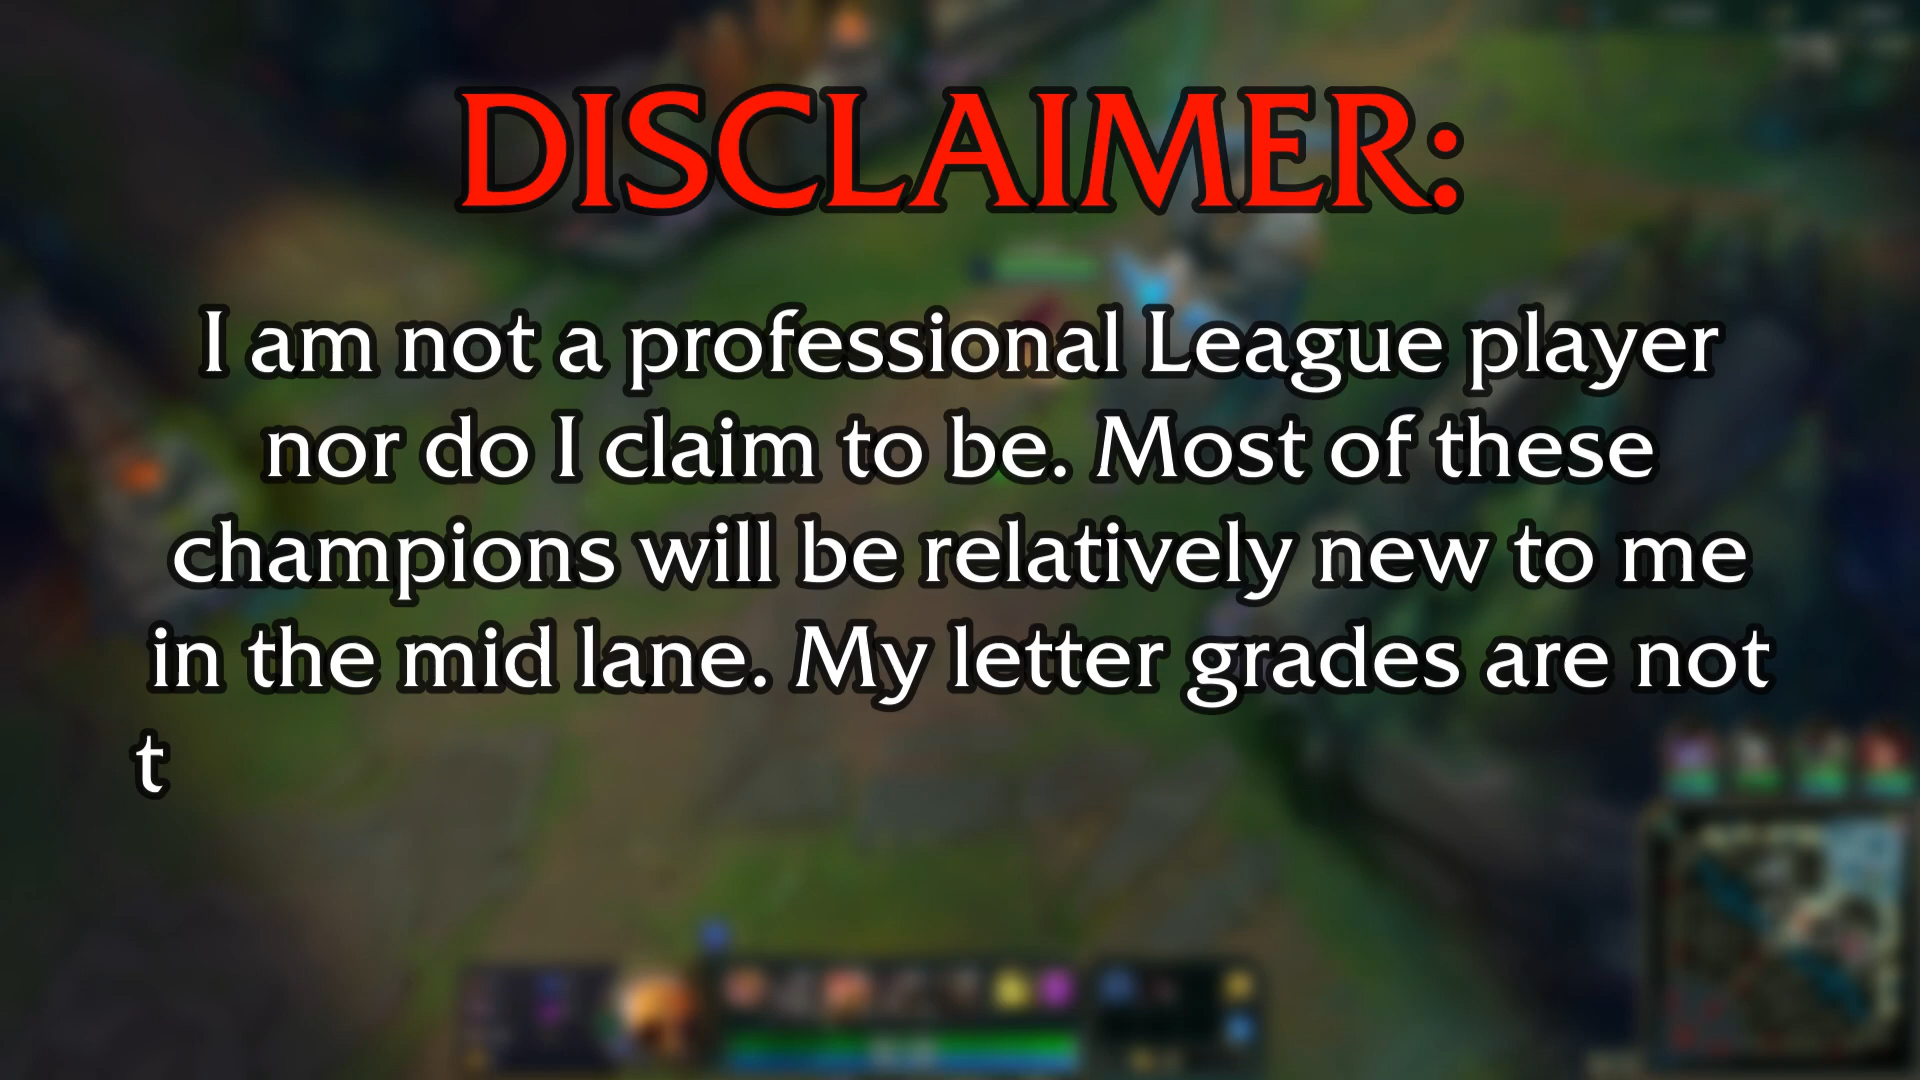 DISCLAIMER:
I am not a professional League player
nor do I claim to be. Most of these
champions will be relatively new to me
in the mid lane. My letter grades are not
t